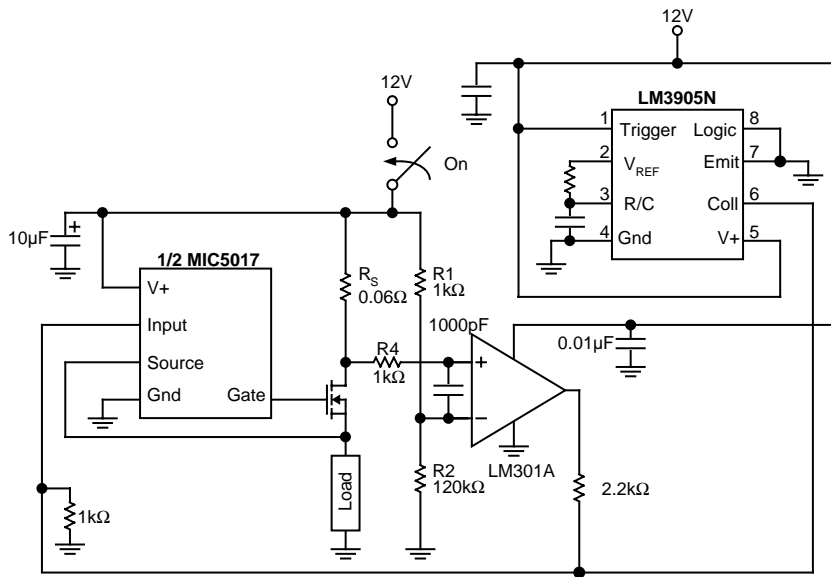 12V
12V
LM3905N
1
Trigger
Logic
8
2
VREF
Emit
7
3
R/C
Coll
6
4
Gnd
V+
5
On
10µF
+
1/2 MIC5017
V+
Input
Source
Gnd
Gate
RS
0.06Ω
R1
1kΩ
1000pF
R4
1kΩ
+
−
0.01µF
LM301A
R2
120kΩ
2.2kΩ
Load
1kΩ